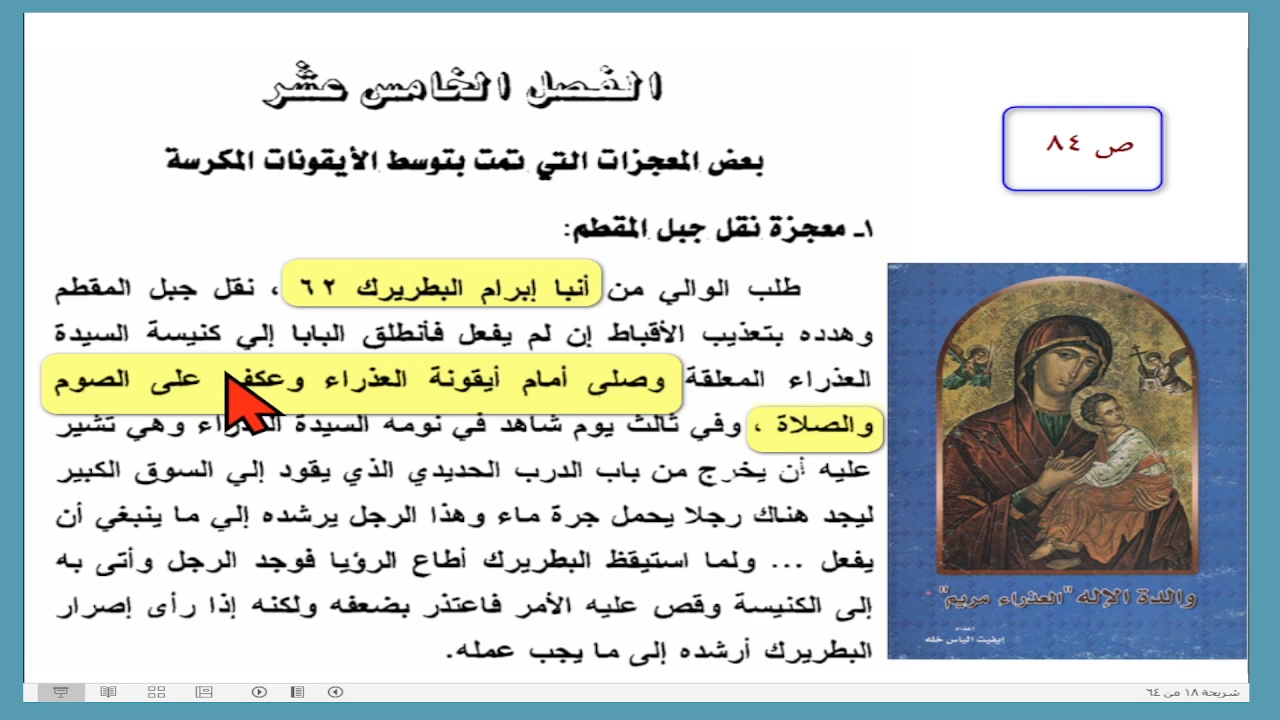 الفصل الخامس عشر
بعض المعجزات التي تمت بتوسط الأيقونات المكرسة
١ـ معجزة نقل جبل المقطم:
طلب الوالي من أنبا إبرام البطريرك ٦٢ ، نقل جبل المقطم
وهدده بتعذيب الأقباط إن لم يفعل فأنطلق البابا إلي كنيسة السيدة
العذراء المعلقة وصلى أمام أيقونة العذراء وعكف على الصوم
والصلاة ، وفي ثالث يوم شاهد في نومه السيدة العذراء وهي تشير
عليه أن يخرج من باب الدرب الحديدي الذي يقود إلي السوق الكبير
ليجد هناك رجلا يحمل جرة ماء وهذا الرجل يرشده إلي ما ينبغي أن
يفعل ... ولما استيقظ البطريرك أطاع الرؤيا فوجد الرجل وأتى به
إلى الكنيسة وقص عليه الأمر فاعتذر بضعفه ولكنه إذا رأى إصرار
البطريرك أرشده إلى ما يجب عمله.
ص ٨٤
والدة الإله "العذراء مريم"
إعداد
إيفيت الياس خله
شريحة ١٨ من ٦٤